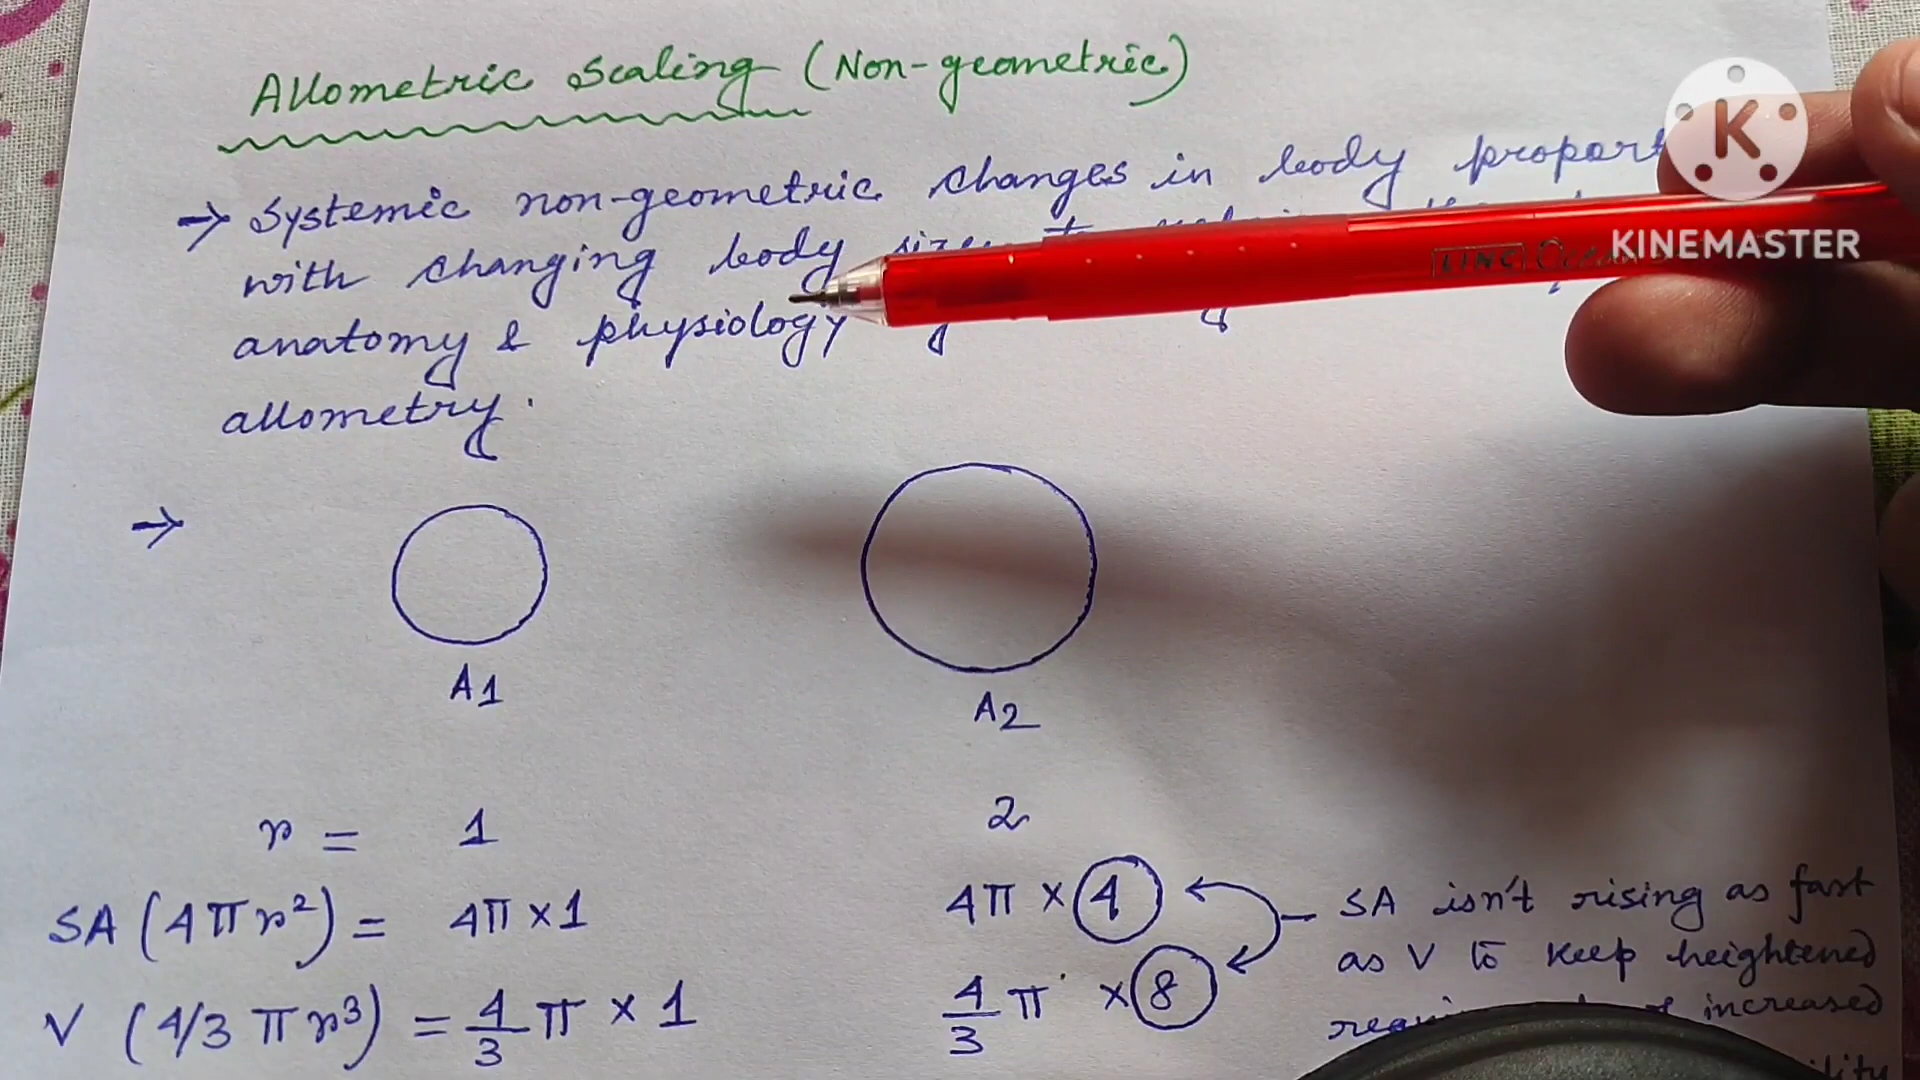 Allometric Scaling (Non-geometric)
K
→ Systemic non-geometric changes in body
with changing body
KINEMASTER
LINC
anatomy & physiology
allometry.
→
A1
A2
r = 1 2
SA (4πr²) = 4π × 1 4π × 4 SA isn't rising as fast
as V to keep heightened
V (4/3 πr³) = 4/3 π × 1 4/3 π × 8
increased